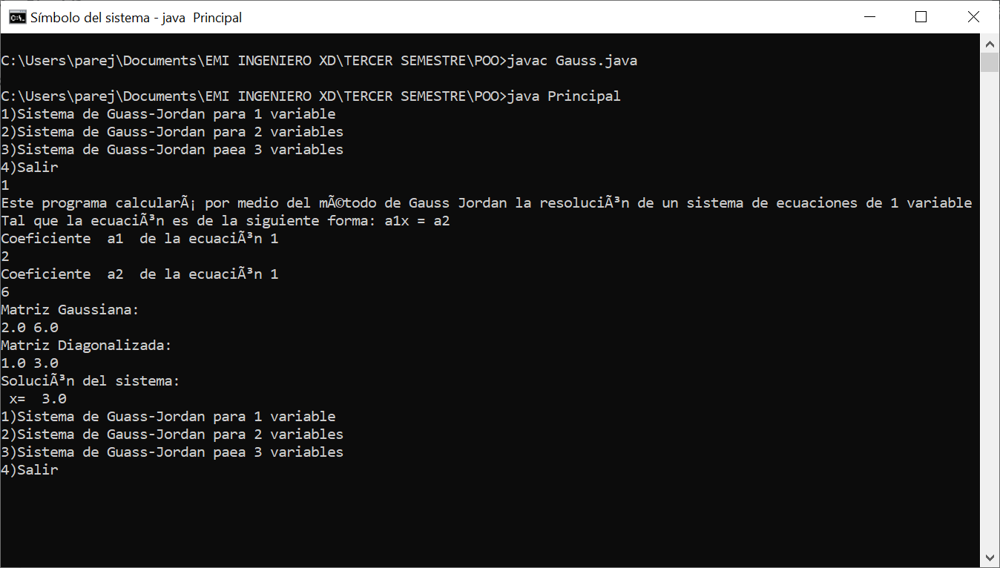 Símbolo del sistema - java  Principal
C:\Users\parej\Documents\EMI INGENIERO XD\TERCER SEMESTRE\POO>javac Gauss.java
C:\Users\parej\Documents\EMI INGENIERO XD\TERCER SEMESTRE\POO>java Principal
1)Sistema de Guass-Jordan para 1 variable
2)Sistema de Gauss-Jordan para 2 variables
3)Sistema de Guass-Jordan paea 3 variables
4)Salir
1
Este programa calcularÃ¡ por medio del mÃ©todo de Gauss Jordan la resoluciÃ³n de un sistema de ecuaciones de 1 variable
Tal que la ecuaciÃ³n es de la siguiente forma: a1x = a2
Coeficiente  a1  de la ecuaciÃ³n 1
2
Coeficiente  a2  de la ecuaciÃ³n 1
6
Matriz Gaussiana:
2.0 6.0
Matriz Diagonalizada:
1.0 3.0
SoluciÃ³n del sistema:
 x=  3.0
1)Sistema de Guass-Jordan para 1 variable
2)Sistema de Gauss-Jordan para 2 variables
3)Sistema de Guass-Jordan paea 3 variables
4)Salir